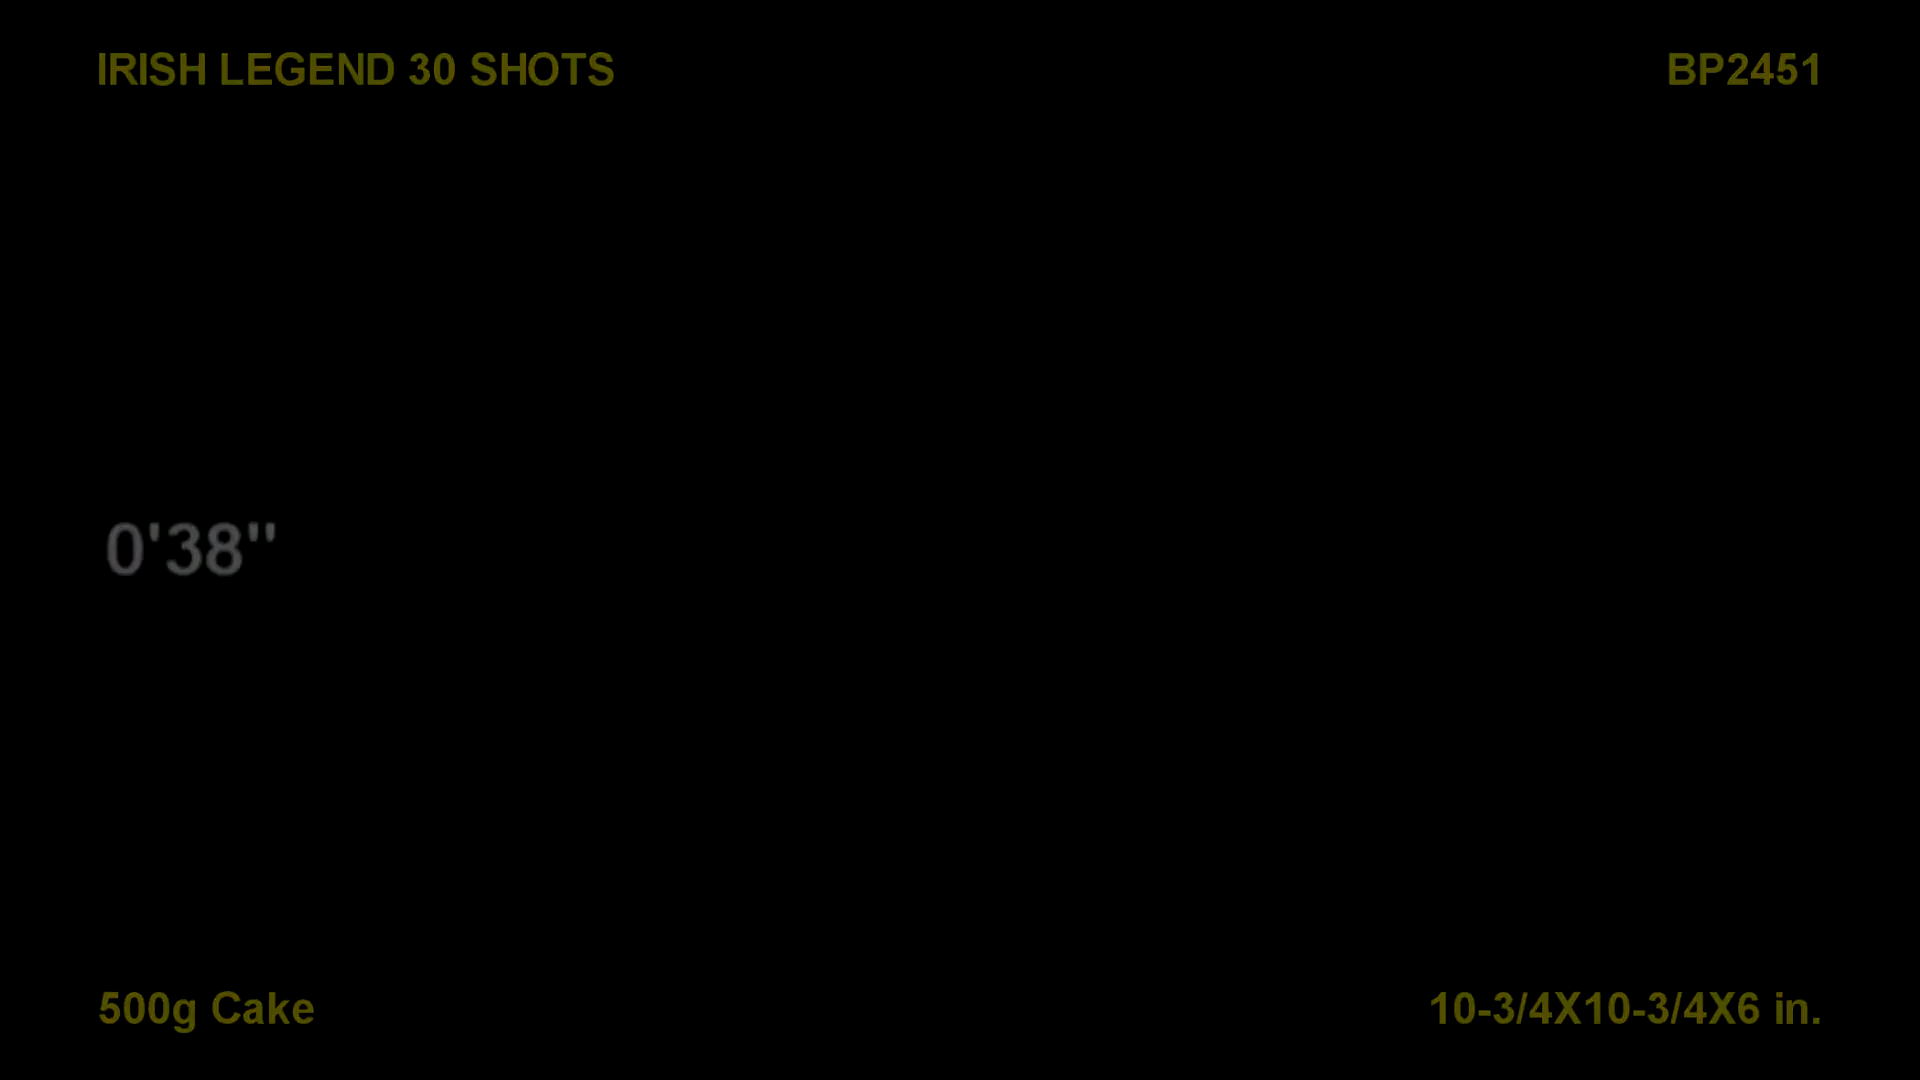 IRISH LEGEND 30 SHOTS
BP2451
0'38"
500g Cake
10-3/4X10-3/4X6 in.